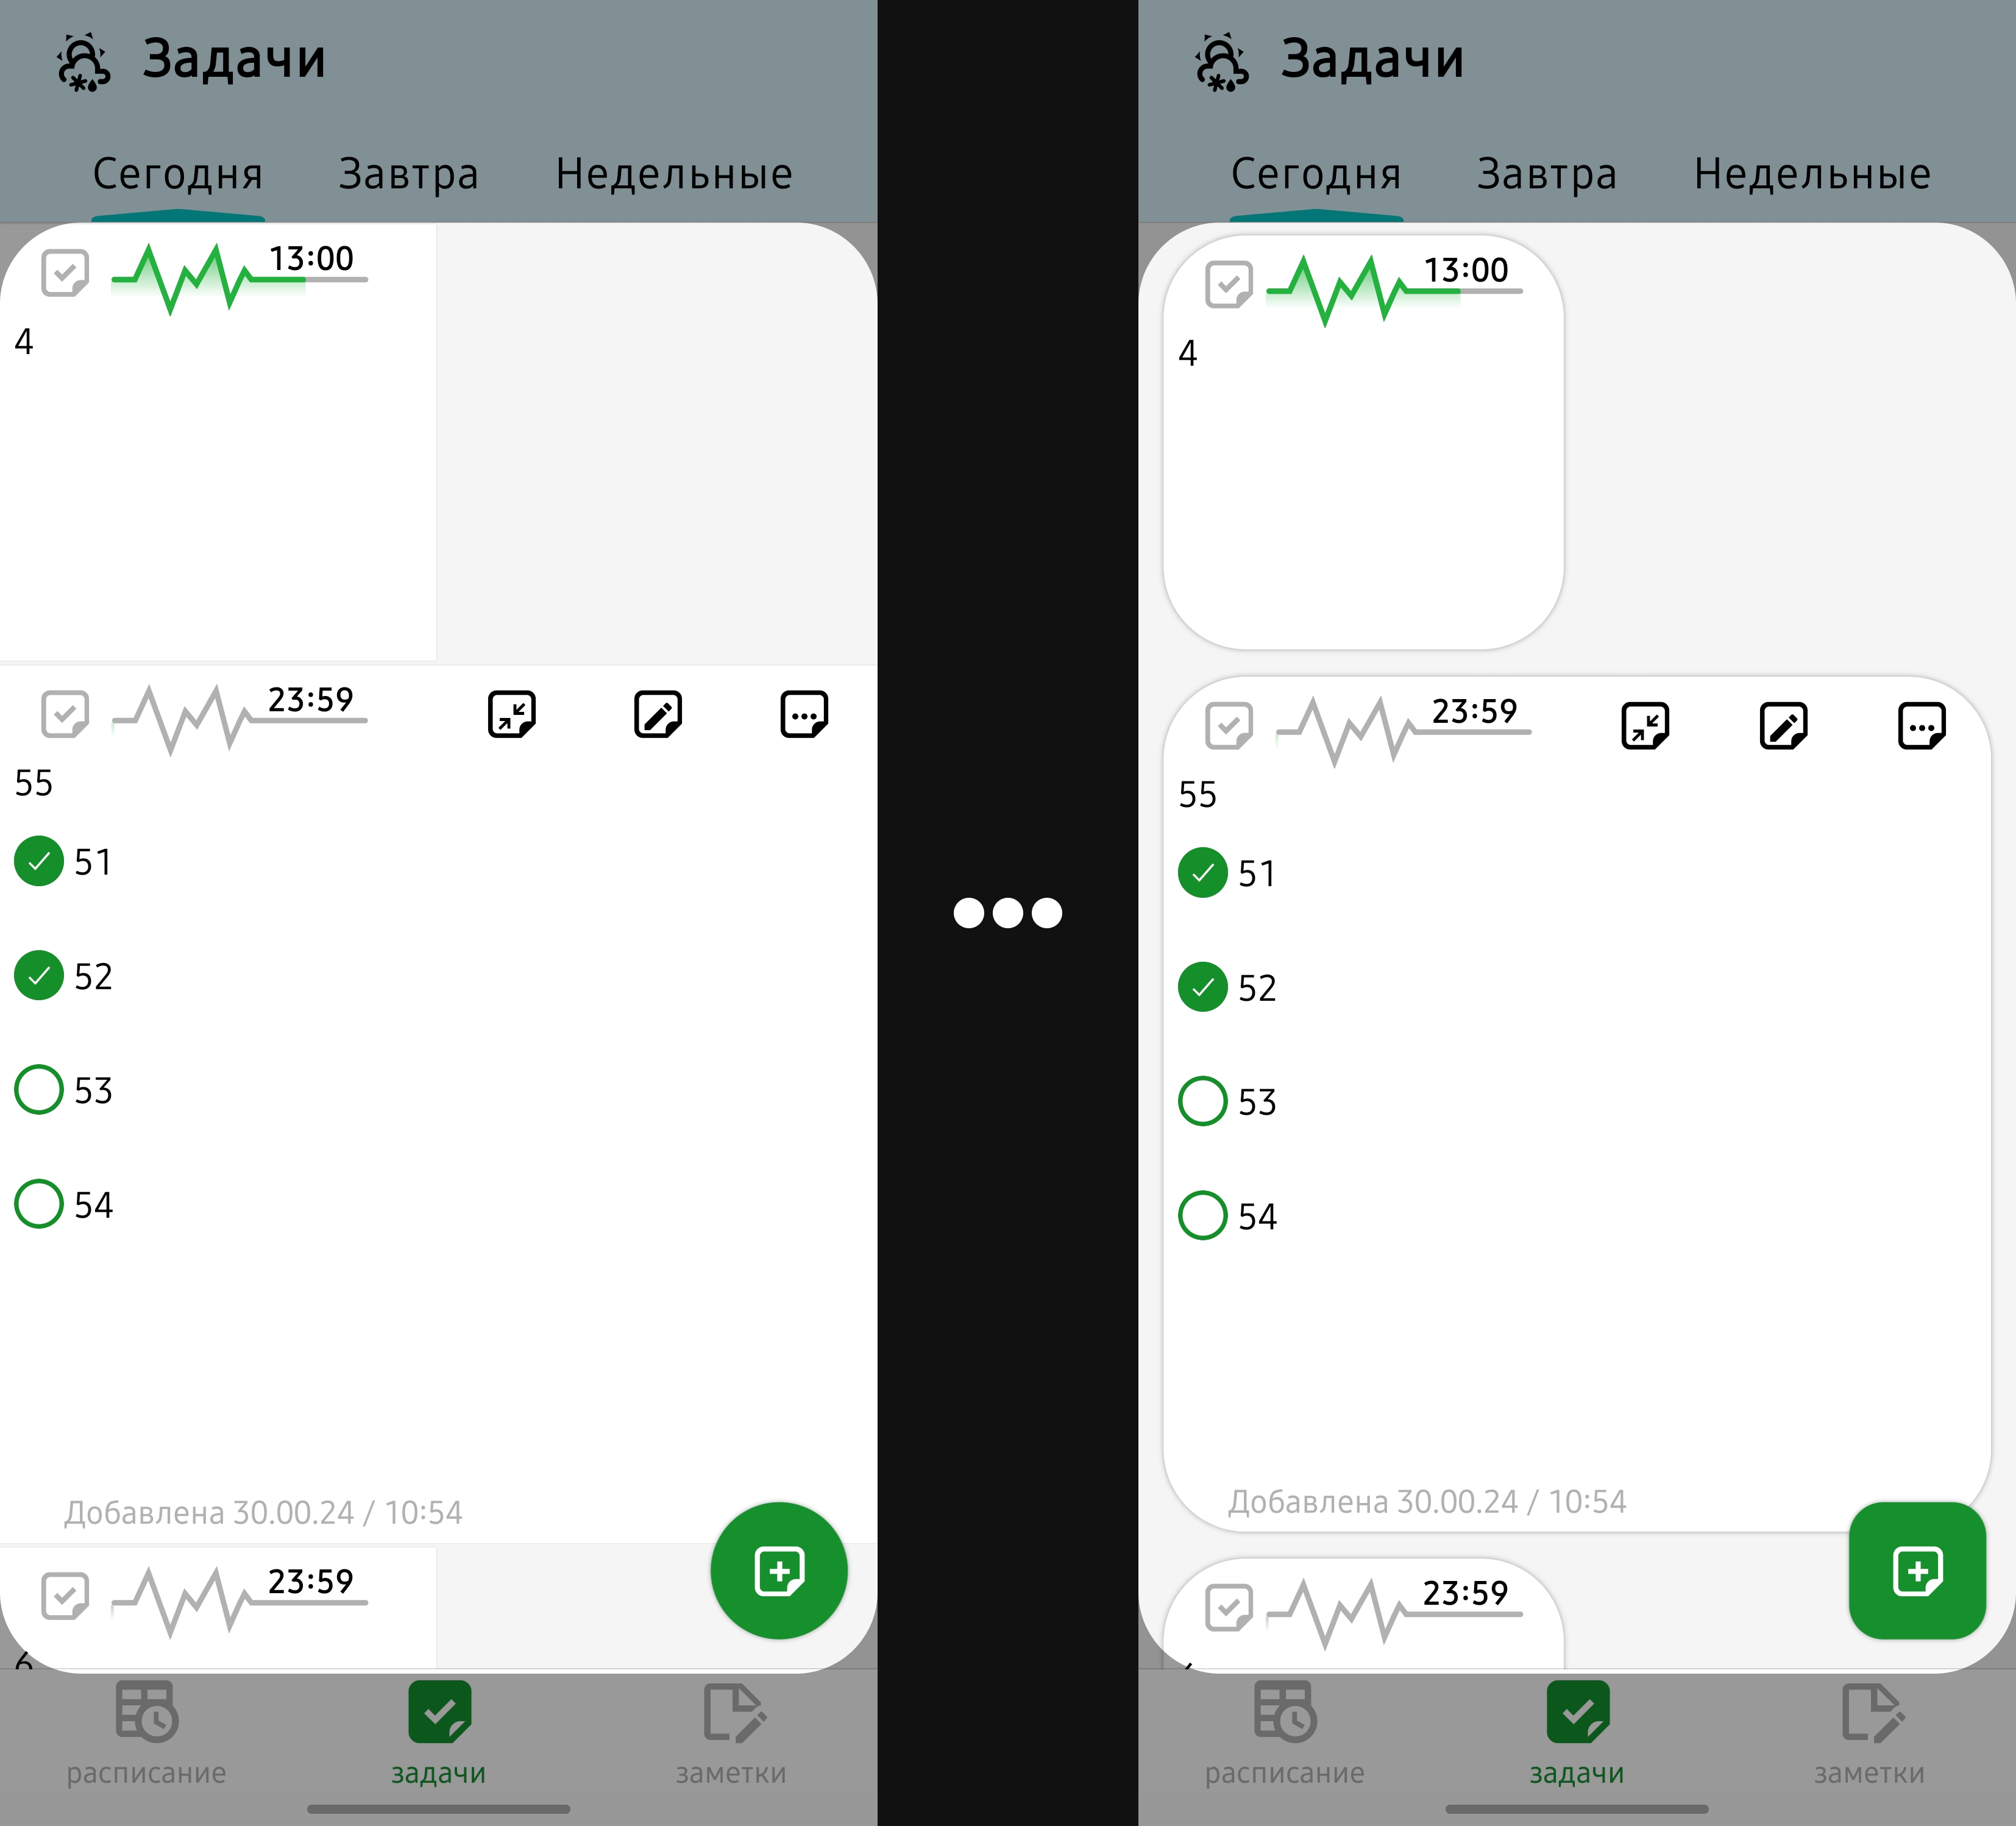 Задачи
Сегодня Завтра Недельные
13:00
4
23:59
55
51
52
53
54
Добавлена 30.00.24 / 10:54
23:59
расписание задачи заметки
Задачи
Сегодня Завтра Недельные
13:00
4
23:59
55
51
52
53
54
Добавлена 30.00.24 / 10:54
23:59
расписание задачи заметки